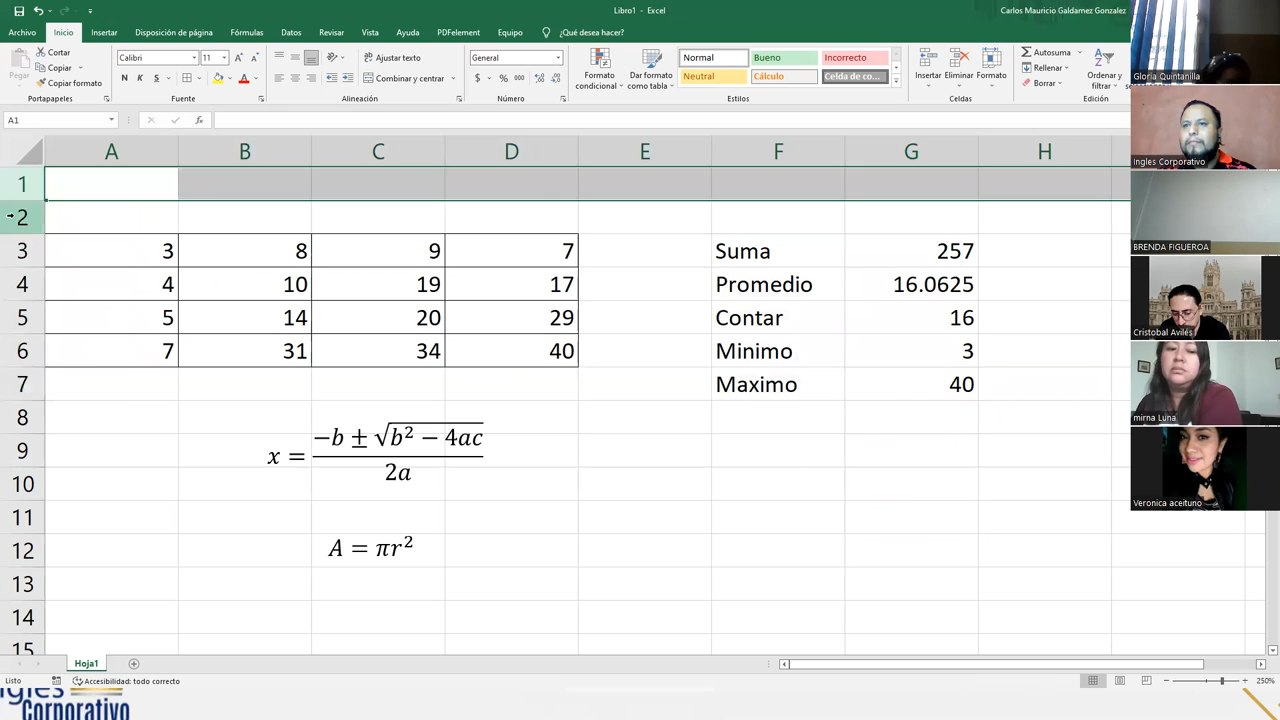 Libro1 - Excel
Carlos Mauricio Galdamez Gonzalez
Archivo Inicio Insertar Disposición de página Fórmulas Datos Revisar Vista Ayuda PDFelement Equipo ¿Qué desea hacer?
Pegar
Cortar
Copiar
Copiar formato
Portapapeles
Calibri 11
N K S
Fuente
Ajustar texto
Combinar y centrar
Alineación
General
$ % 000
Número
Formato condicional
Dar formato como tabla
Normal Bueno Incorrecto
Neutral Cálculo Celda de co...
Estilos
Insertar Eliminar Formato
Celdas
Autosuma
Rellenar
Borrar
Ordenar y filtrar
Edición
A1 fx
A B C D E F G H
1
2
3 3 8 9 7 Suma 257
4 4 10 19 17 Promedio 16.0625
5 5 14 20 29 Contar 16
6 7 31 34 40 Minimo 3
7 Maximo 40
8
9 x = −b ± √b² − 4ac / 2a
10
11
12 A = πr²
13
14
15
Hoja1
Listo Accesibilidad: todo correcto 250%
Ingles
Corporativo
Gloria Quintanilla
Ingles Corporativo
BRENDA FIGUEROA
Cristobal Avilés
mirna Luna
Veronica aceituno